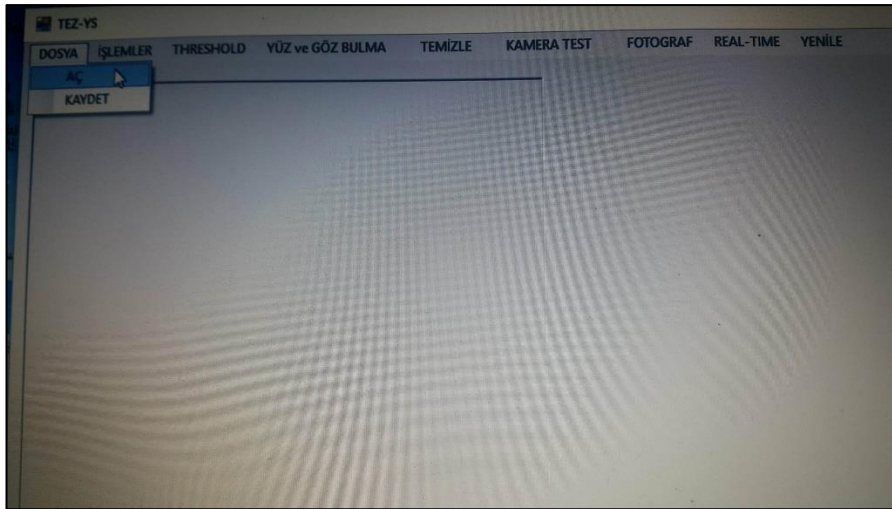 TEZ-YS
DOSYA İŞLEMLER THRESHOLD YÜZ ve GÖZ BULMA TEMİZLE KAMERA TEST FOTOGRAF REAL-TIME YENİLE
AÇ
KAYDET